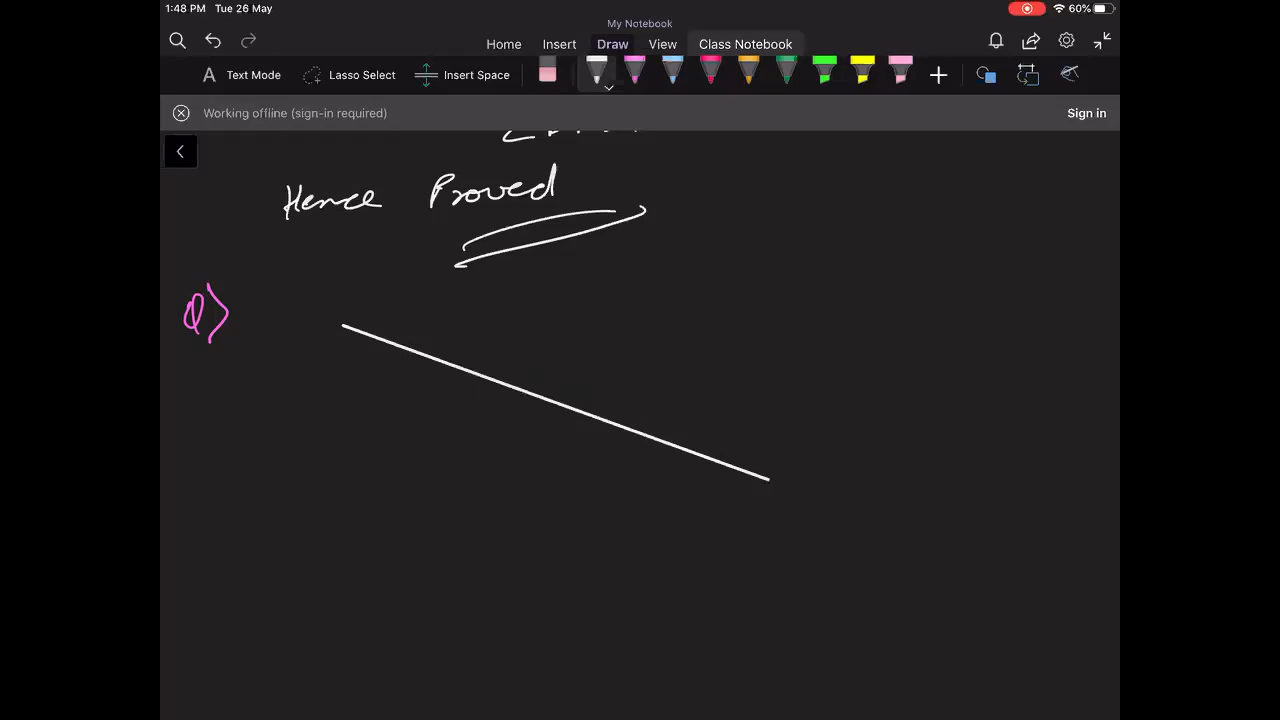 1:48 PM Tue 26 May
60%
My Notebook
Home Insert Draw View Class Notebook
A Text Mode Lasso Select Insert Space
Working offline (sign-in required) Sign in
Hence Proved
Q)